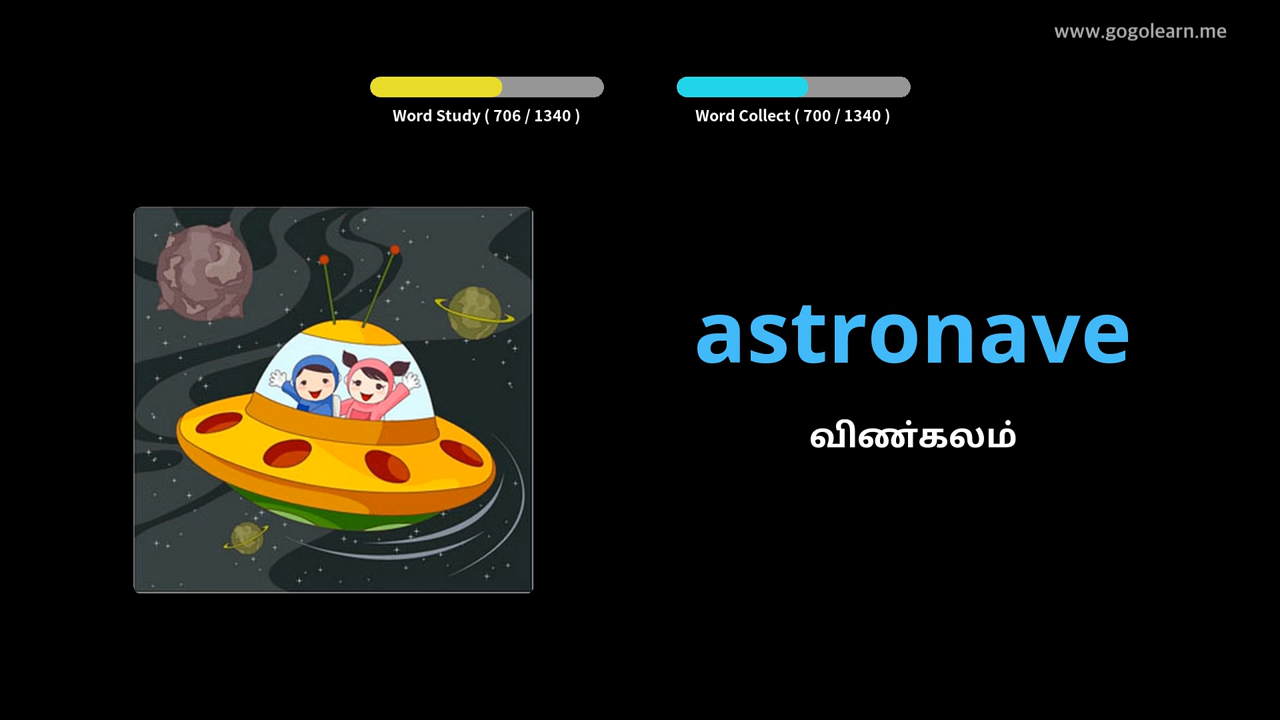 www.gogolearn.me
Word Study ( 706 / 1340 )
Word Collect ( 700 / 1340 )
astronave
விண்கலம்